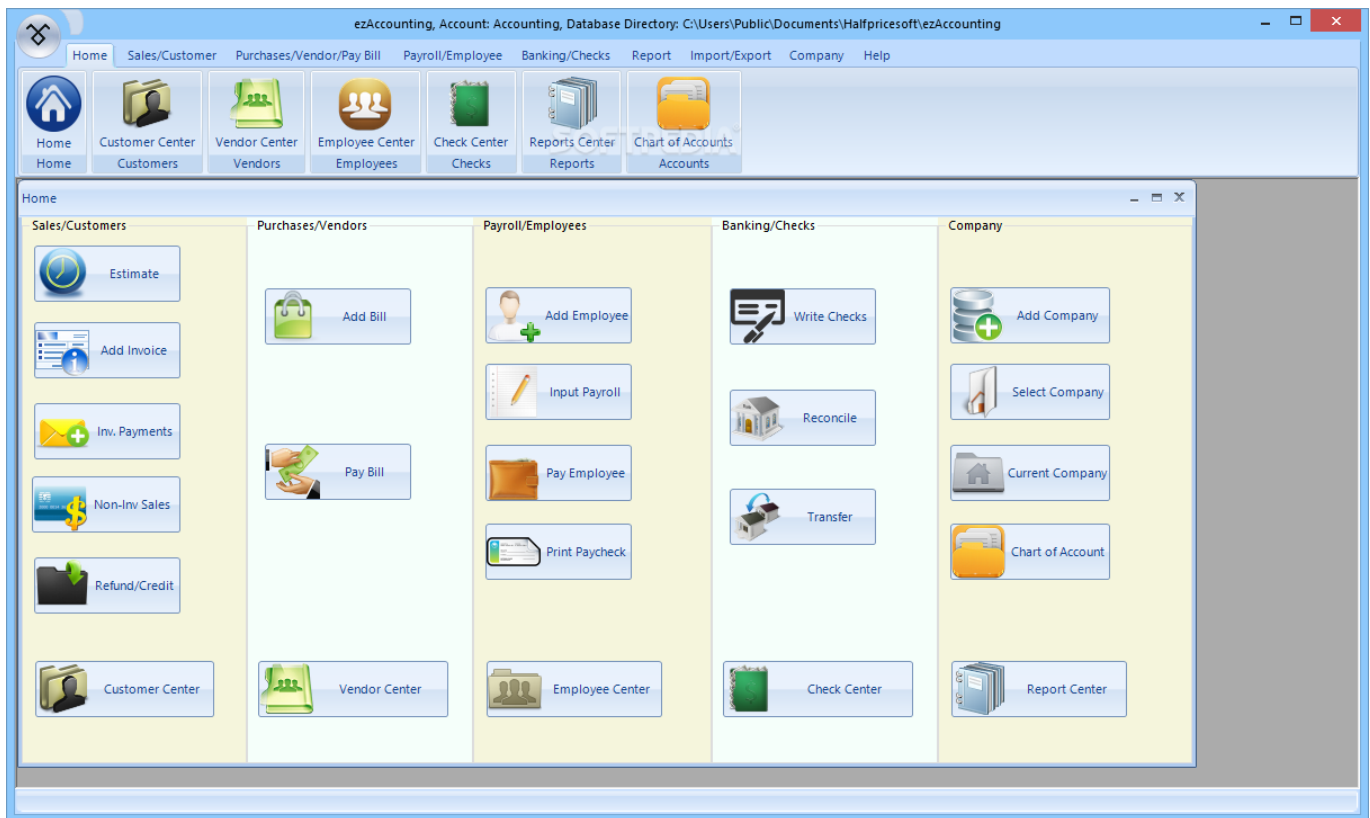 ezAccounting, Account: Accounting, Database Directory: C:\Users\Public\Documents\Halfpricesoft\ezAccounting
Home Sales/Customer Purchases/Vendor/Pay Bill Payroll/Employee Banking/Checks Report Import/Export Company Help
Home Customer Center Vendor Center Employee Center Check Center Reports Center Chart of Accounts
SOFTPEDIA
Home Customers Vendors Employees Checks Reports Accounts
Home
Sales/Customers
Estimate
Add Invoice
Inv. Payments
Non-Inv Sales
Refund/Credit
Customer Center
Purchases/Vendors
Add Bill
Pay Bill
Vendor Center
Payroll/Employees
Add Employee
Input Payroll
Pay Employee
Print Paycheck
Employee Center
Banking/Checks
Write Checks
Reconcile
Transfer
Check Center
Company
Add Company
Select Company
Current Company
Chart of Account
Report Center